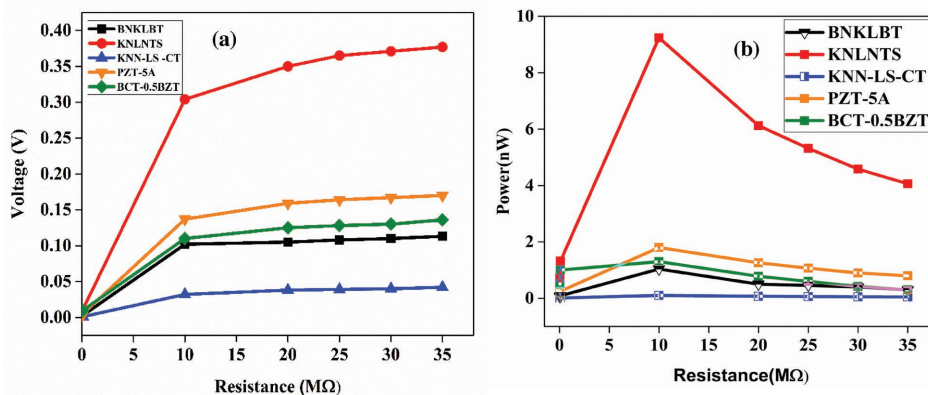 (a)
BNKLBT
KNLNTS
KNN-LS -CT
PZT-5A
BCT-0.5BZT
Voltage (V)
0.40
0.35
0.30
0.25
0.20
0.15
0.10
0.05
0.00
0 5 10 15 20 25 30 35
Resistance (MΩ)
(b)
BNKLBT
KNLNTS
KNN-LS-CT
PZT-5A
BCT-0.5BZT
Power(nW)
10
8
6
4
2
0
0 5 10 15 20 25 30 35
Resistance(MΩ)